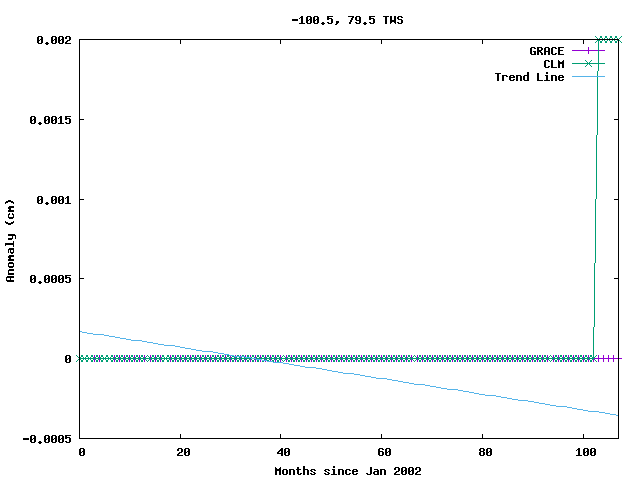 -100.5, 79.5 TWS
GRACE
CLM
Trend Line
0.002
0.0015
0.001
0.0005
0
-0.0005
Anomaly (cm)
0 20 40 60 80 100
Months since Jan 2002